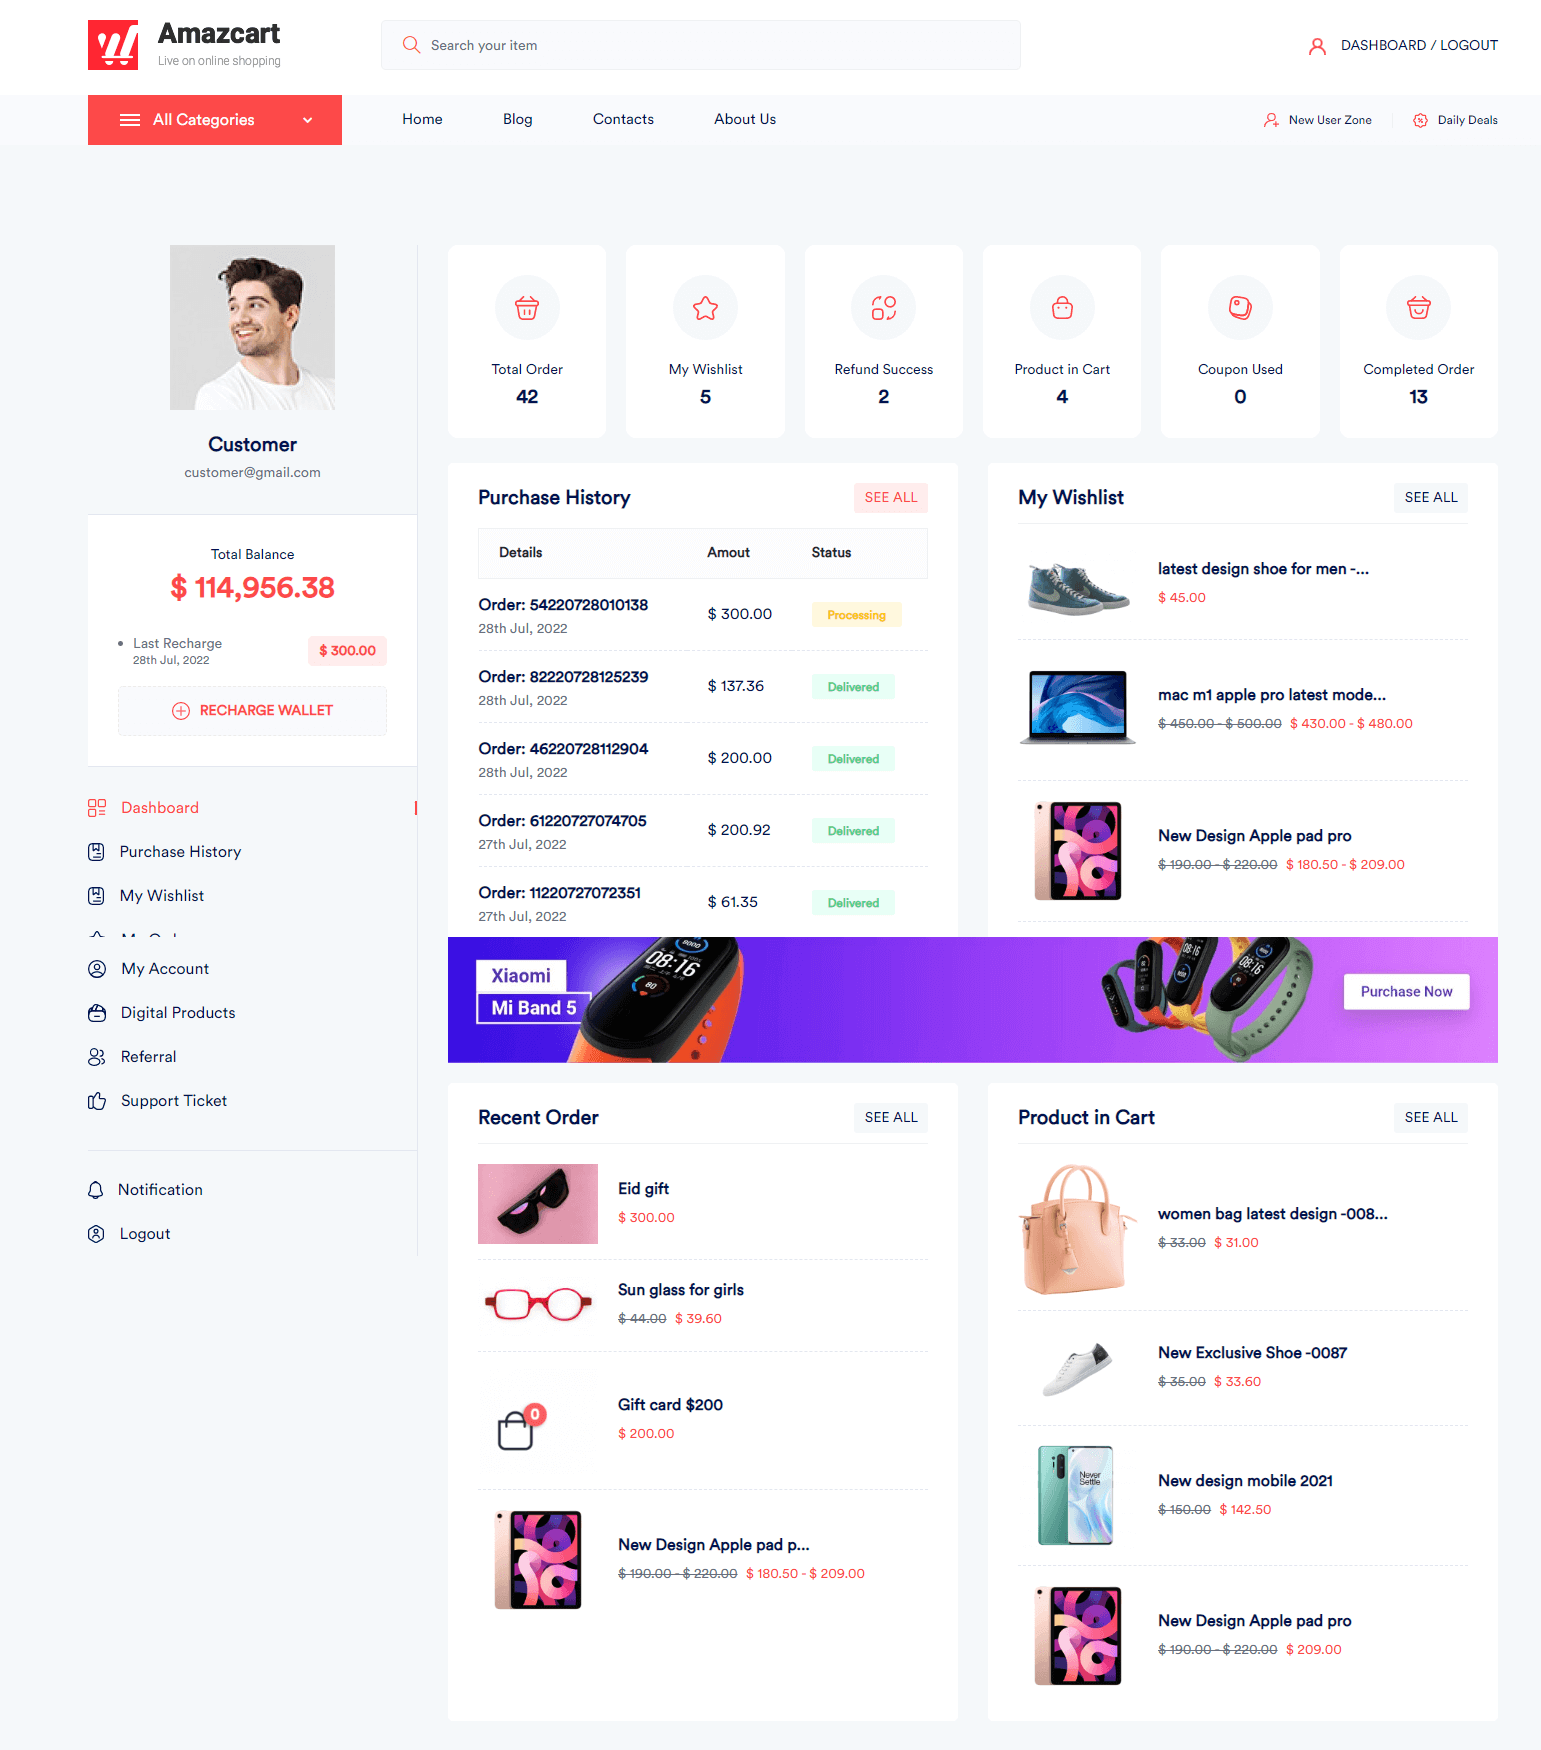 Amazcart
Live on online shopping
Search your item
DASHBOARD / LOGOUT
All Categories
Home
Blog
Contacts
About Us
New User Zone
Daily Deals
Customer
customer@gmail.com
Total Balance
$ 114,956.38
Last Recharge
28th Jul, 2022
$ 300.00
RECHARGE WALLET
Dashboard
Purchase History
My Wishlist
My Account
Digital Products
Referral
Support Ticket
Notification
Logout
Total Order
42
My Wishlist
5
Refund Success
2
Product in Cart
4
Coupon Used
0
Completed Order
13
Purchase History
SEE ALL
Details Amout Status
Order: 54220728010138
28th Jul, 2022
$ 300.00
Processing
Order: 82220728125239
28th Jul, 2022
$ 137.36
Delivered
Order: 46220728112904
28th Jul, 2022
$ 200.00
Delivered
Order: 61220727074705
27th Jul, 2022
$ 200.92
Delivered
Order: 11220727072351
27th Jul, 2022
$ 61.35
Delivered
My Wishlist
SEE ALL
latest design shoe for men -...
$ 45.00
mac m1 apple pro latest mode...
$ 450.00 - $ 500.00 $ 430.00 - $ 480.00
New Design Apple pad pro
$ 190.00 - $ 220.00 $ 180.50 - $ 209.00
Xiaomi
Mi Band 5
08:16
08:16
Purchase Now
Recent Order
SEE ALL
Eid gift
$ 300.00
Sun glass for girls
$ 44.00 $ 39.60
0
Gift card $200
$ 200.00
New Design Apple pad p...
$ 190.00 - $ 220.00 $ 180.50 - $ 209.00
Product in Cart
SEE ALL
women bag latest design -008...
$ 33.00 $ 31.00
New Exclusive Shoe -0087
$ 35.00 $ 33.60
Never
Settle
New design mobile 2021
$ 150.00 $ 142.50
New Design Apple pad pro
$ 190.00 - $ 220.00 $ 209.00